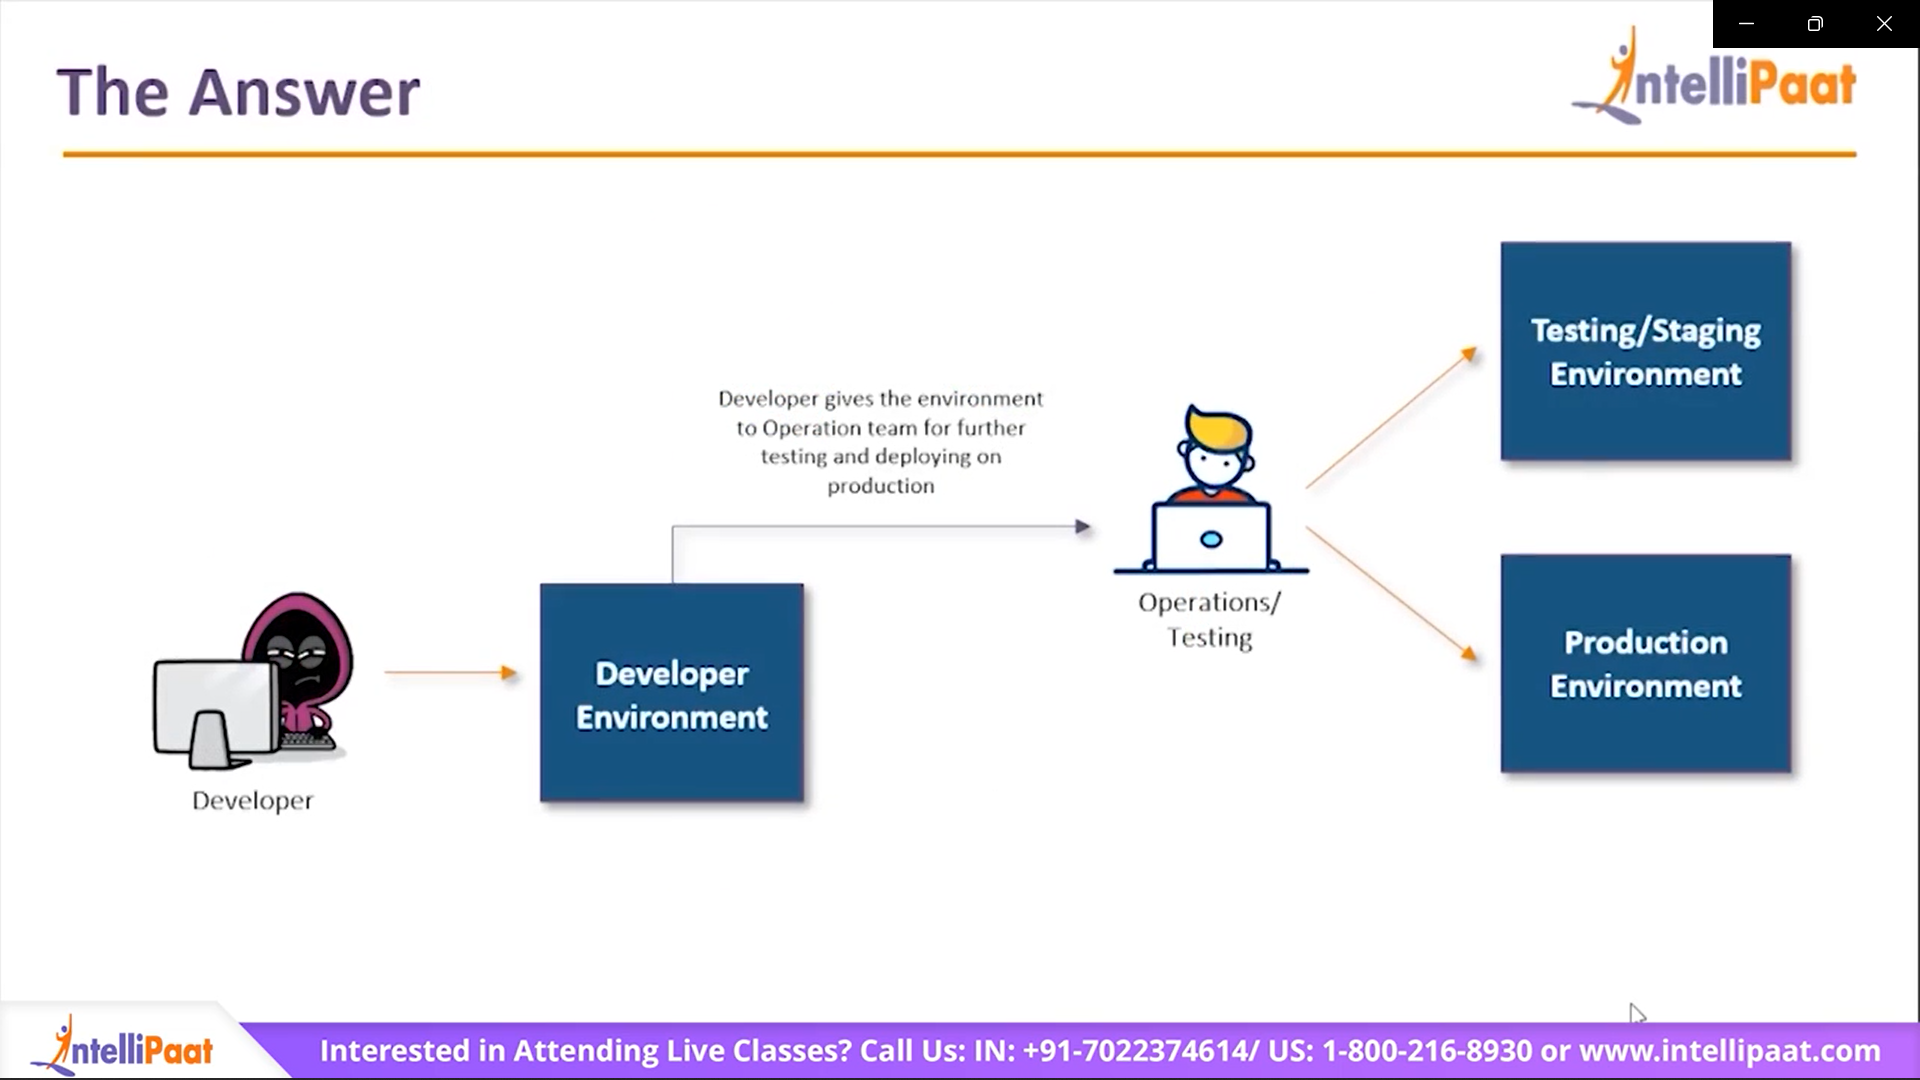 The Answer
IntelliPaat
Testing/Staging
Environment
Developer gives the environment
to Operation team for further
testing and deploying on
production
Operations/
Testing
Developer
Environment
Production
Environment
Developer
IntelliPaat
Interested in Attending Live Classes? Call Us: IN: +91-7022374614/ US: 1-800-216-8930 or www.intellipaat.com